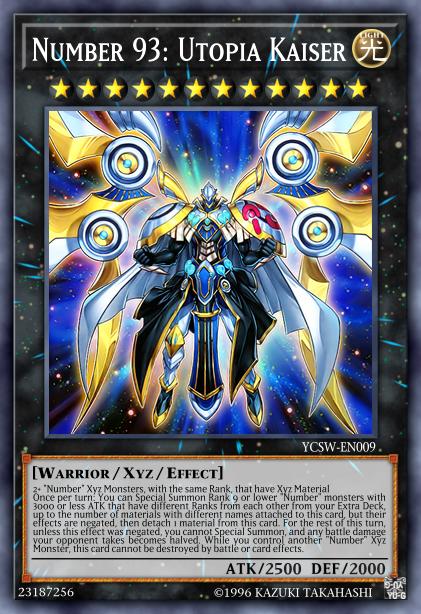 Number 93: Utopia Kaiser
LIGHT
光
YCSW-EN009
[Warrior / Xyz / Effect]
2+ "Number" Xyz Monsters, with the same Rank, that have Xyz Material
Once per turn: You can Special Summon Rank 9 or lower "Number" monsters with
3000 or less ATK that have different Ranks from each other from your Extra Deck,
up to the number of materials with different names attached to this card, but their
effects are negated, then detach 1 material from this card. For the rest of this turn,
unless this effect was negated, you cannot Special Summon, and any battle damage
your opponent takes becomes halved. While you control another "Number" Xyz
Monster, this card cannot be destroyed by battle or card effects.
ATK/2500 DEF/2000
23187256
©1996 KAZUKI TAKAHASHI